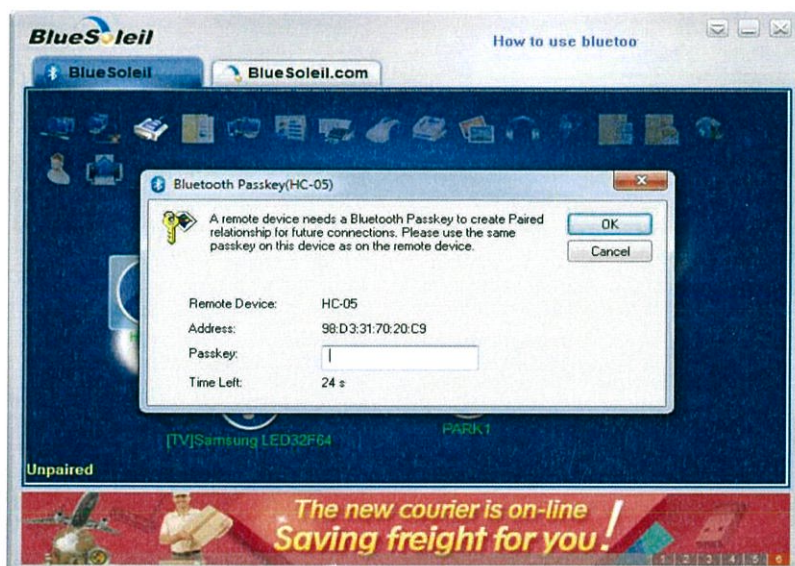 BlueSoleil
How to use bluetoo
BlueSoleil
BlueSoleil.com
Bluetooth Passkey(HC-05)
A remote device needs a Bluetooth Passkey to create Paired
relationship for future connections. Please use the same
passkey on this device as on the remote device.
OK
Cancel
Remote Device: HC-05
Address: 98:D3:31:70:20:C9
Passkey:
Time Left: 24 s
[TV]Samsung LED32F64
PARK1
Unpaired
The new courier is on-line
Saving freight for you!
1 2 3 4 5 6